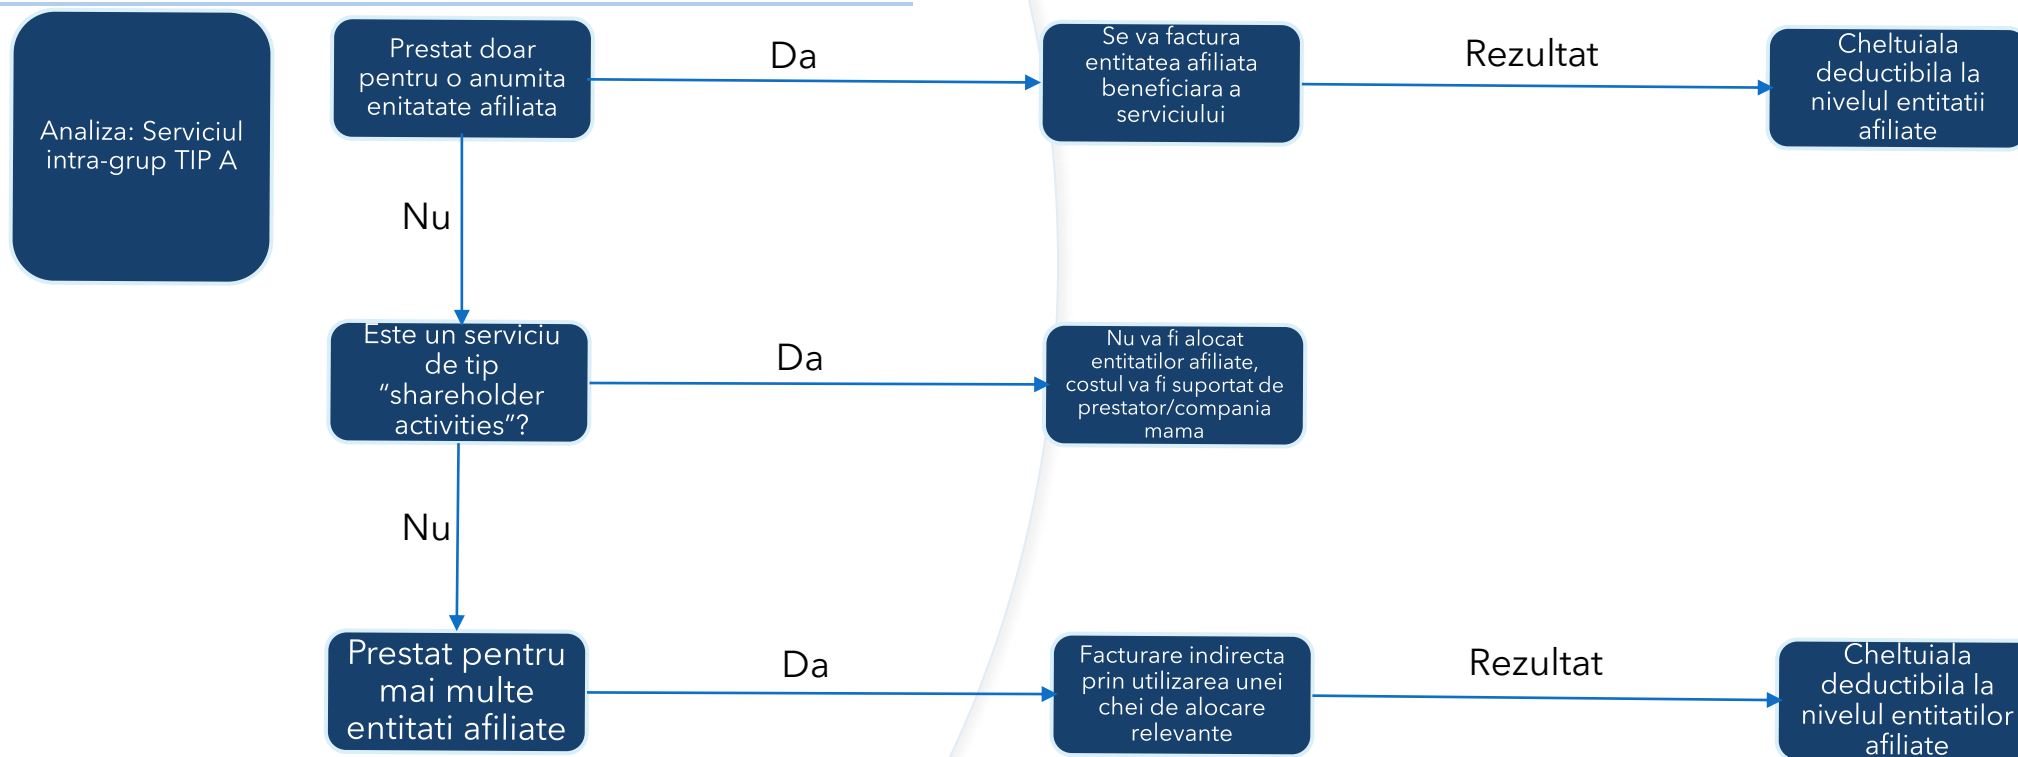 Analiza: Serviciul
intra-grup TIP A
Prestat doar
pentru o anumita
enitatate afiliata
Da
Se va factura
entitatea afiliata
beneficiara a
serviciului
Rezultat
Cheltuiala
deductibila la
nivelul entitatii
afiliate
Nu
Este un serviciu
de tip
“shareholder
activities”?
Da
Nu va fi alocat
entitatilor afiliate,
costul va fi suportat de
prestator/compania
mama
Nu
Prestat pentru
mai multe
entitati afiliate
Da
Facturare indirecta
prin utilizarea unei
chei de alocare
relevante
Rezultat
Cheltuiala
deductibila la
nivelul entitatilor
afiliate